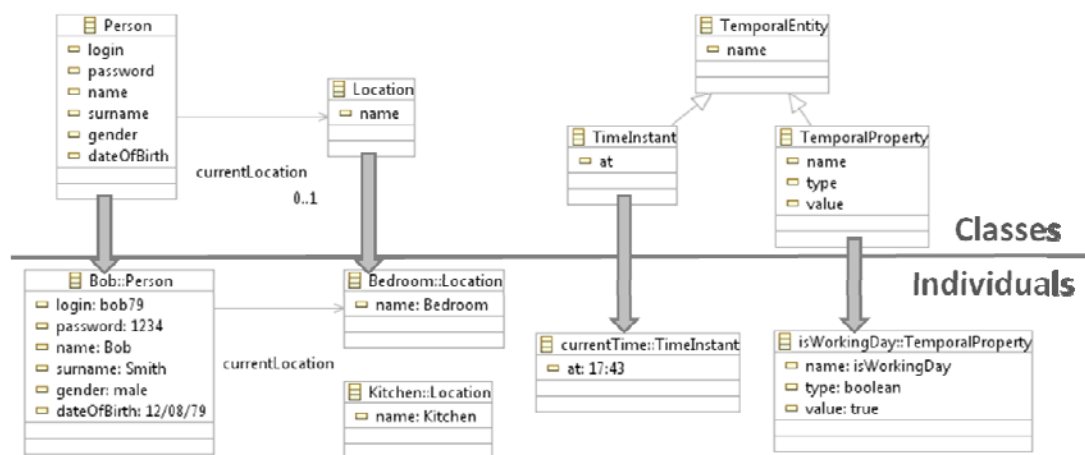 Person
login
password
name
surname
gender
dateOfBirth
currentLocation
0..1
Location
name
TemporalEntity
name
TimeInstant
at
TemporalProperty
name
type
value
Classes
Individuals
Bob::Person
login: bob79
password: 1234
name: Bob
surname: Smith
gender: male
dateOfBirth: 12/08/79
currentLocation
Bedroom::Location
name: Bedroom
Kitchen::Location
name: Kitchen
currentTime::TimeInstant
at: 17:43
isWorkingDay::TemporalProperty
name: isWorkingDay
type: boolean
value: true